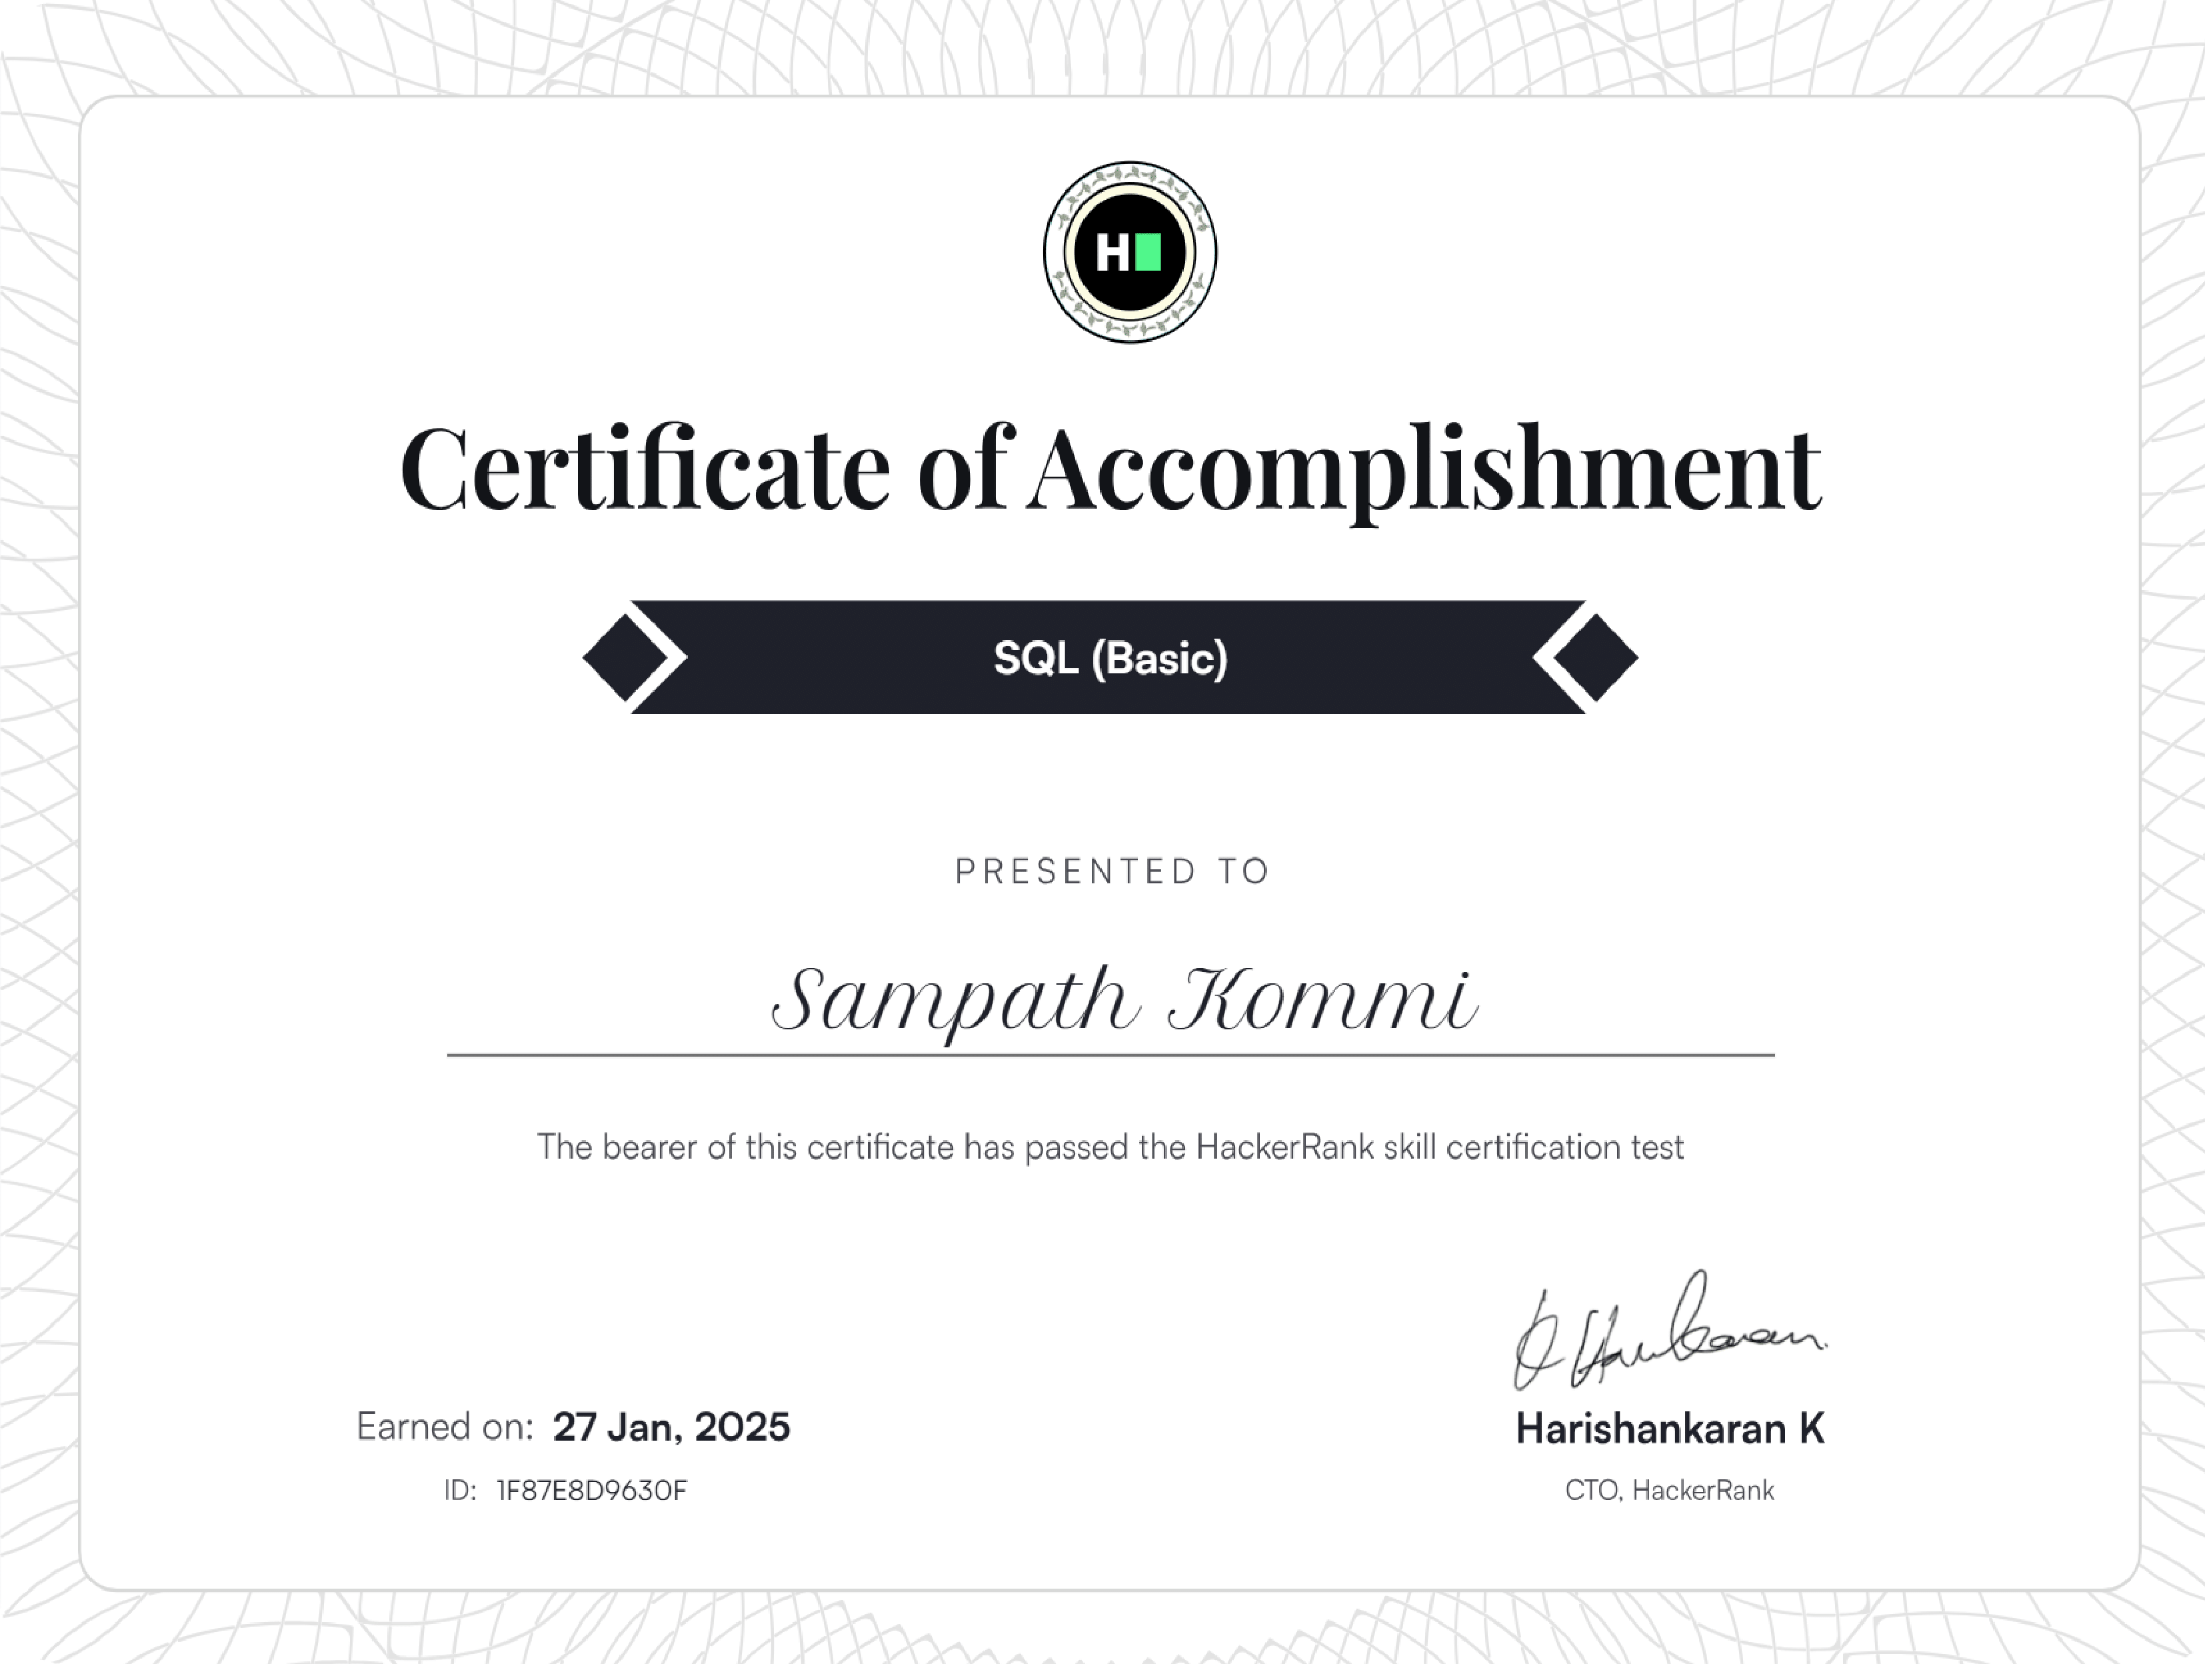 H
Certificate of Accomplishment
SQL (Basic)
PRESENTED TO
Sampath Kommi
The bearer of this certificate has passed the HackerRank skill certification test
K Harishankaran
Earned on: 27 Jan, 2025
Harishankaran K
ID: 1F87E8D9630F
CTO, HackerRank